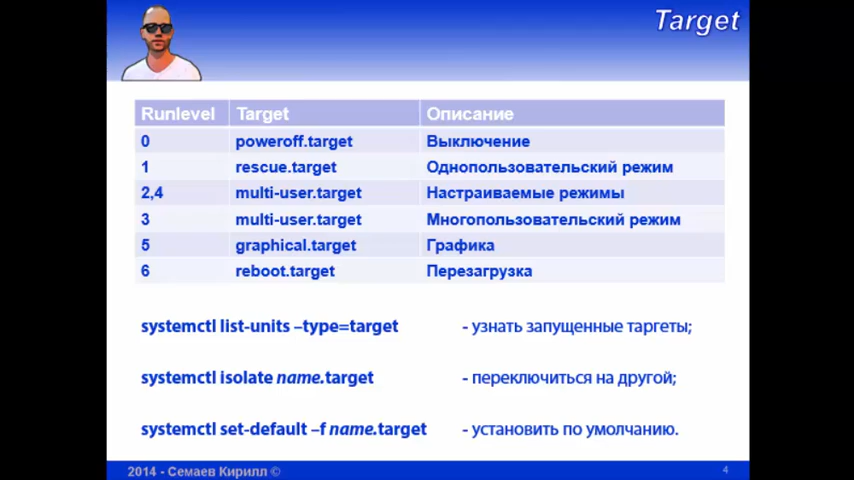 Target
Runlevel Target Описание
0 poweroff.target Выключение
1 rescue.target Однопользовательский режим
2,4 multi-user.target Настраиваемые режимы
3 multi-user.target Многопользовательский режим
5 graphical.target Графика
6 reboot.target Перезагрузка
systemctl list-units –type=target - узнать запущенные таргеты;
systemctl isolate name.target - переключиться на другой;
systemctl set-default –f name.target - установить по умолчанию.
2014 - Семаев Кирилл © 4